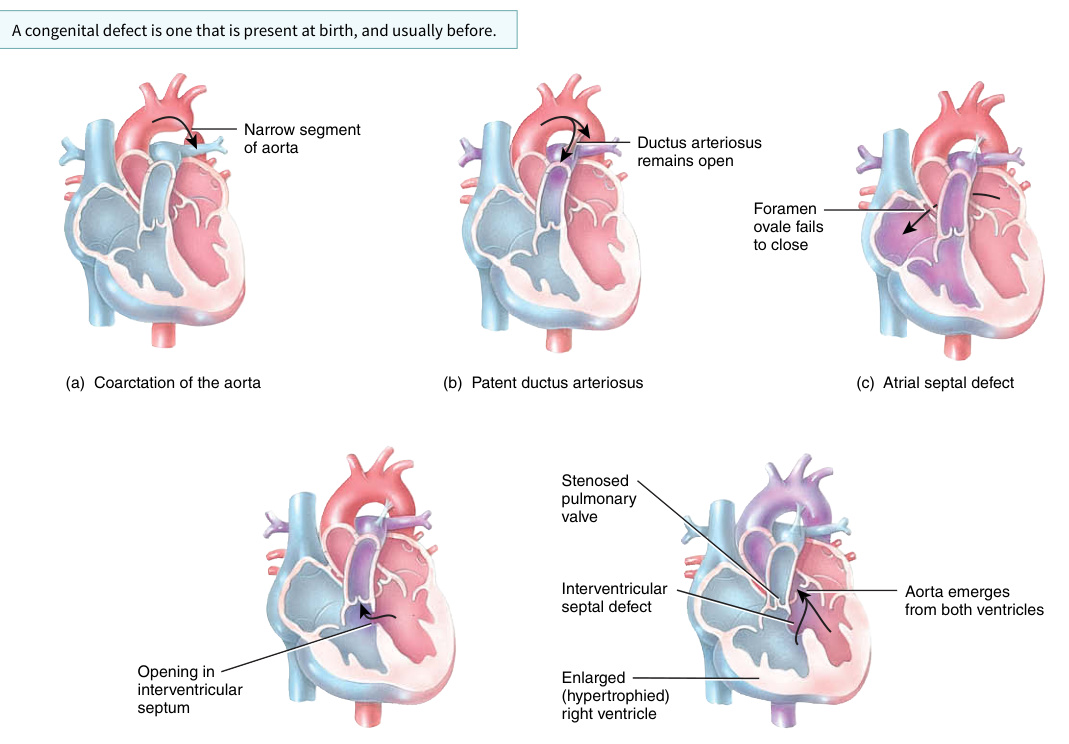 A congenital defect is one that is present at birth, and usually before.
Narrow segment
of aorta
Ductus arteriosus
remains open
Foramen
ovale fails
to close
(a) Coarctation of the aorta
(b) Patent ductus arteriosus
(c) Atrial septal defect
Opening in
interventricular
septum
Stenosed
pulmonary
valve
Interventricular
septal defect
Aorta emerges
from both ventricles
Enlarged
(hypertrophied)
right ventricle